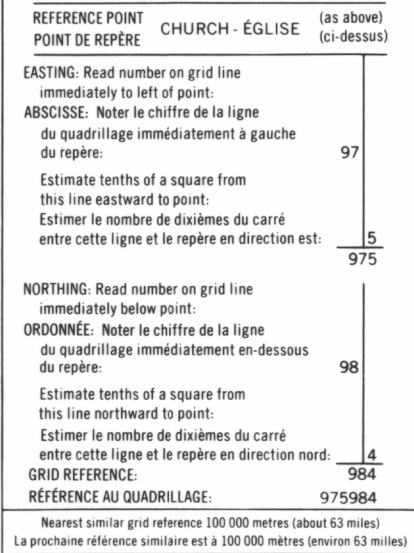 REFERENCE POINT CHURCH - ÉGLISE (as above)
POINT DE REPÈRE (ci-dessus)
EASTING: Read number on grid line
immediately to left of point:
ABSCISSE: Noter le chiffre de la ligne
du quadrillage immédiatement à gauche
du repère: 97
Estimate tenths of a square from
this line eastward to point:
Estimer le nombre de dixièmes du carré
entre cette ligne et le repère en direction est: 5
975
NORTHING: Read number on grid line
immediately below point:
ORDONNÉE: Noter le chiffre de la ligne
du quadrillage immédiatement en-dessous
du repère: 98
Estimate tenths of a square from
this line northward to point:
Estimer le nombre de dixièmes du carré
entre cette ligne et le repère en direction nord: 4
GRID REFERENCE: 984
RÉFÉRENCE AU QUADRILLAGE: 975984
Nearest similar grid reference 100 000 metres (about 63 miles)
La prochaine référence similaire est à 100 000 mètres (environ 63 milles)